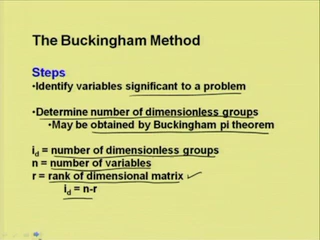 The Buckingham Method
Steps
•Identify variables significant to a problem
•Determine number of dimensionless groups
•May be obtained by Buckingham pi theorem
id = number of dimensionless groups
n = number of variables
r = rank of dimensional matrix ✓
id = n-r